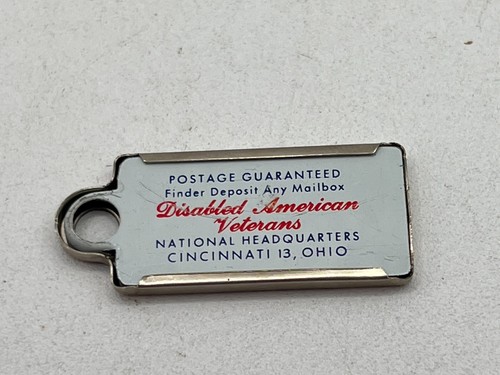 POSTAGE GUARANTEED
Finder Deposit Any Mailbox
Disabled American
Veterans
NATIONAL HEADQUARTERS
CINCINNATI 13, OHIO